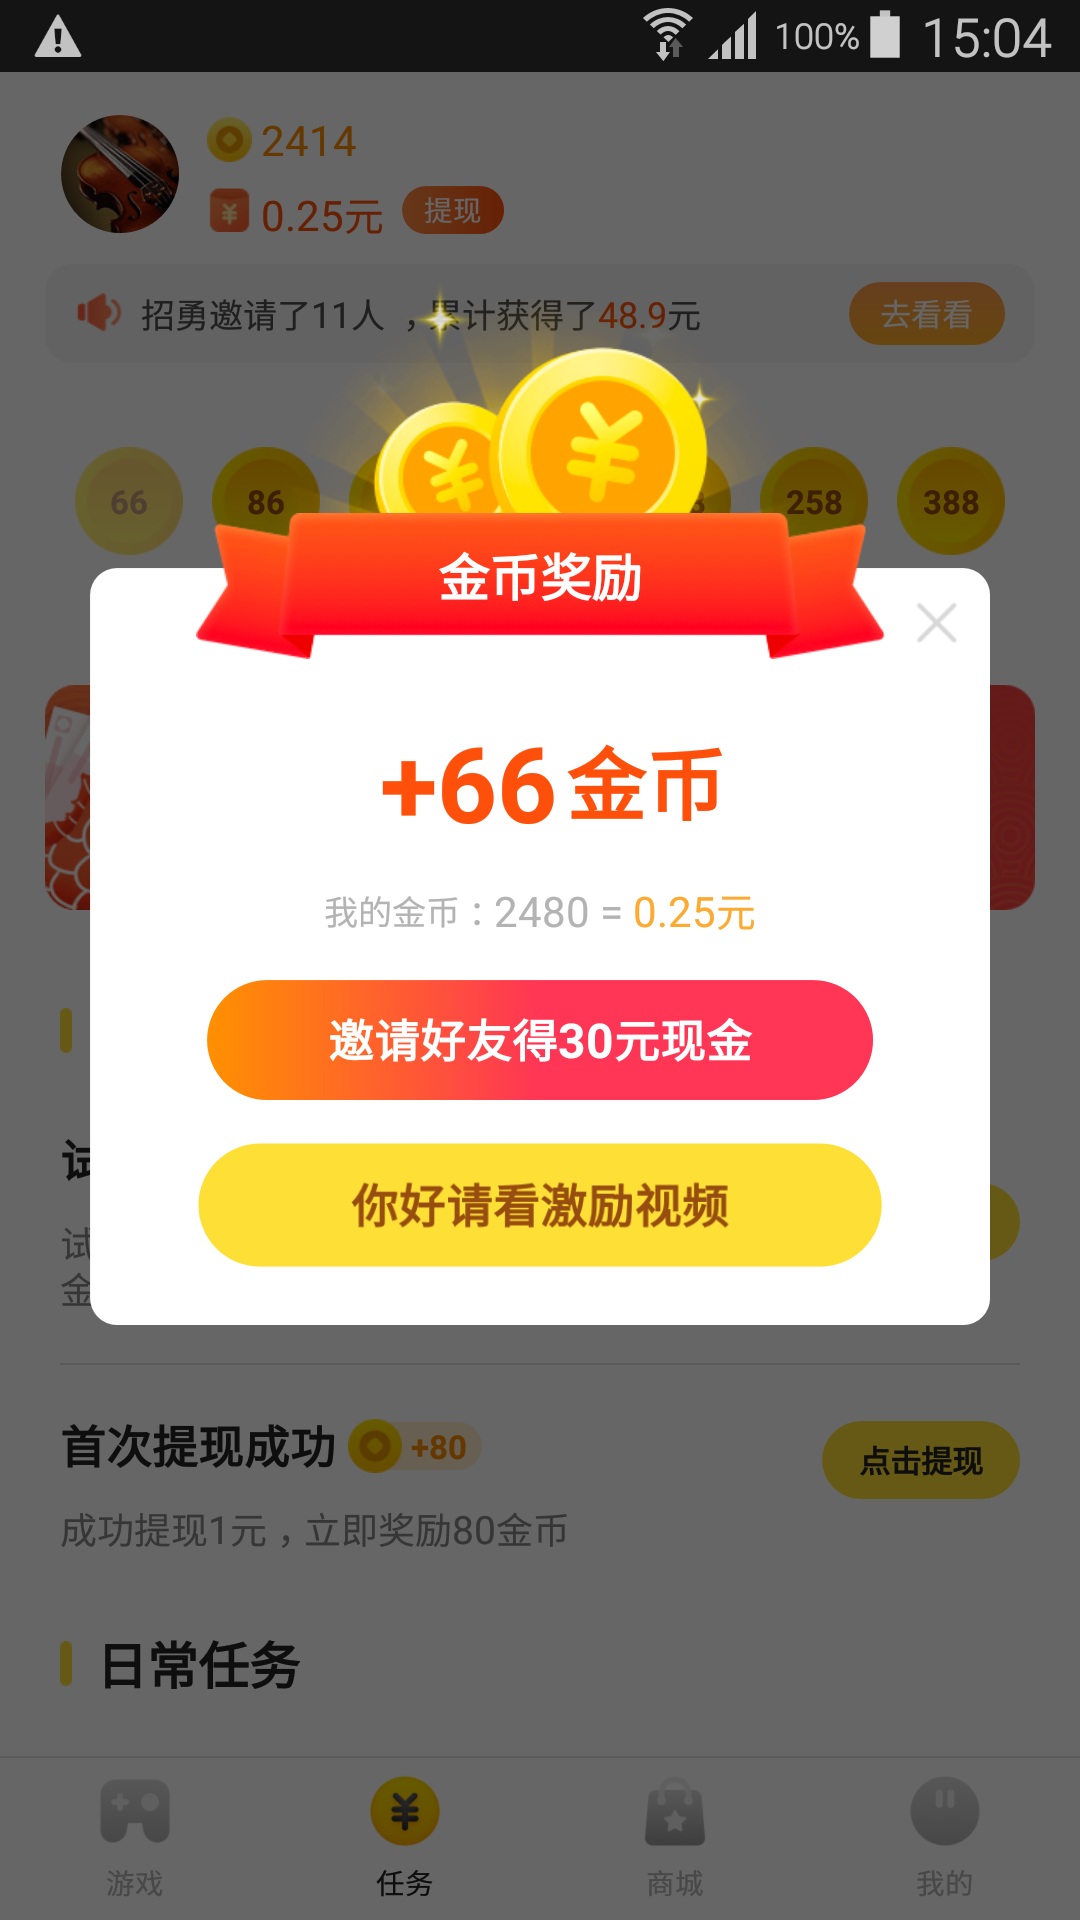 100% 15:04
2414
0.25元 提现
招勇邀请了11人，累计获得了48.9元 去看看
66 86 258 388
金币奖励
+66金币
我的金币：2480 = 0.25元
邀请好友得30元现金
试
你好请看激励视频
试
金
首次提现成功 +80
点击提现
成功提现1元，立即奖励80金币
日常任务
游戏 任务 商城 我的